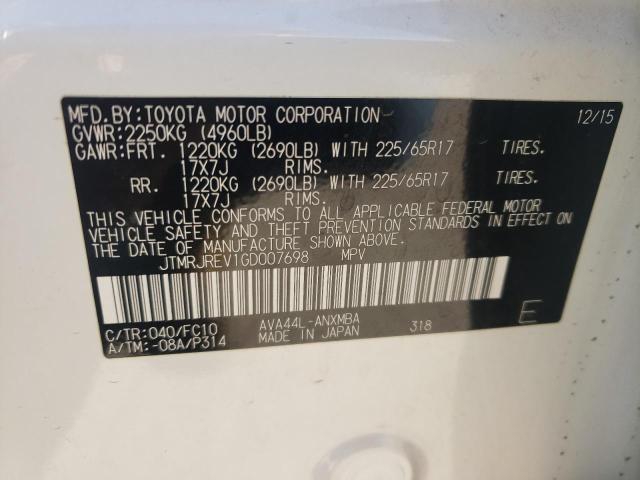 MFD.BY:TOYOTA MOTOR CORPORATION 12/15
GVWR:2250KG (4960LB)
GAWR:FRT. 1220KG (2690LB) WITH 225/65R17 TIRES.
17X7J RIMS.
RR. 1220KG (2690LB) WITH 225/65R17 TIRES.
17X7J RIMS.
THIS VEHICLE CONFORMS TO ALL APPLICABLE FEDERAL MOTOR
VEHICLE SAFETY AND THEFT PREVENTION STANDARDS IN EFFECT ON
THE DATE OF MANUFACTURE SHOWN ABOVE.
JTMRJREV1GD007698 MPV
C/TR:040/FC10 AVA44L-ANXMBA 318 E
A/TM:-08A/P314 MADE IN JAPAN